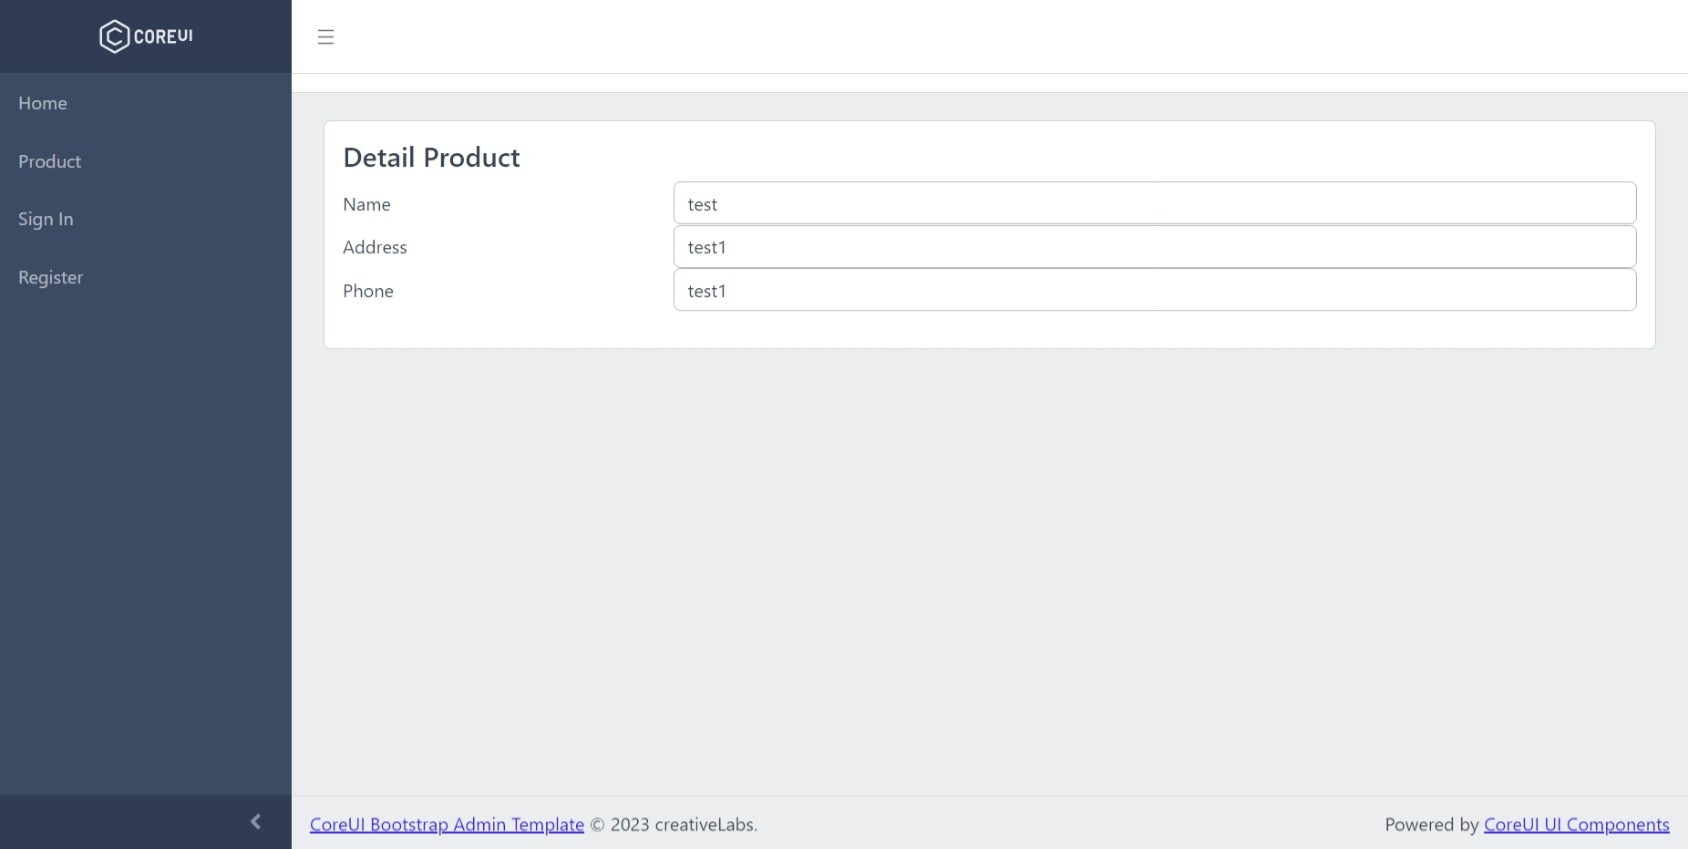 COREUI
Home
Product
Sign In
Register
Detail Product
Name test
Address test1
Phone test1
CoreUI Bootstrap Admin Template © 2023 creativeLabs. Powered by CoreUI UI Components